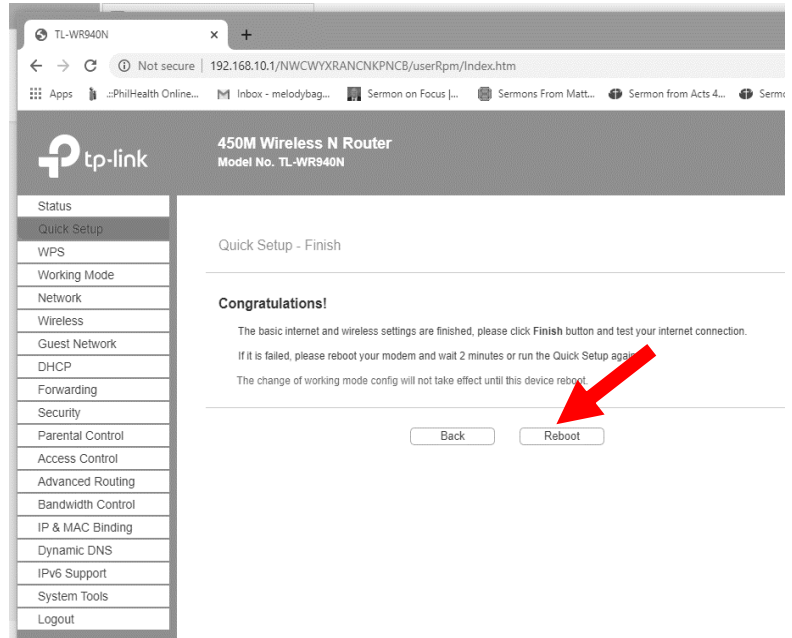 TL-WR940N
Not secure | 192.168.10.1/NWCWYXRANCNKPNCB/userRpm/Index.htm
Apps .::PhilHealth Online... Inbox - melodybag... Sermon on Focus |... Sermons From Matt... Sermon from Acts 4... Sermo
tp-link
450M Wireless N Router
Model No. TL-WR940N
Status
Quick Setup
WPS
Working Mode
Network
Wireless
Guest Network
DHCP
Forwarding
Security
Parental Control
Access Control
Advanced Routing
Bandwidth Control
IP & MAC Binding
Dynamic DNS
IPv6 Support
System Tools
Logout
Quick Setup - Finish
Congratulations!
The basic internet and wireless settings are finished, please click Finish button and test your internet connection.
If it is failed, please reboot your modem and wait 2 minutes or run the Quick Setup again
The change of working mode config will not take effect until this device reboot.
Back
Reboot